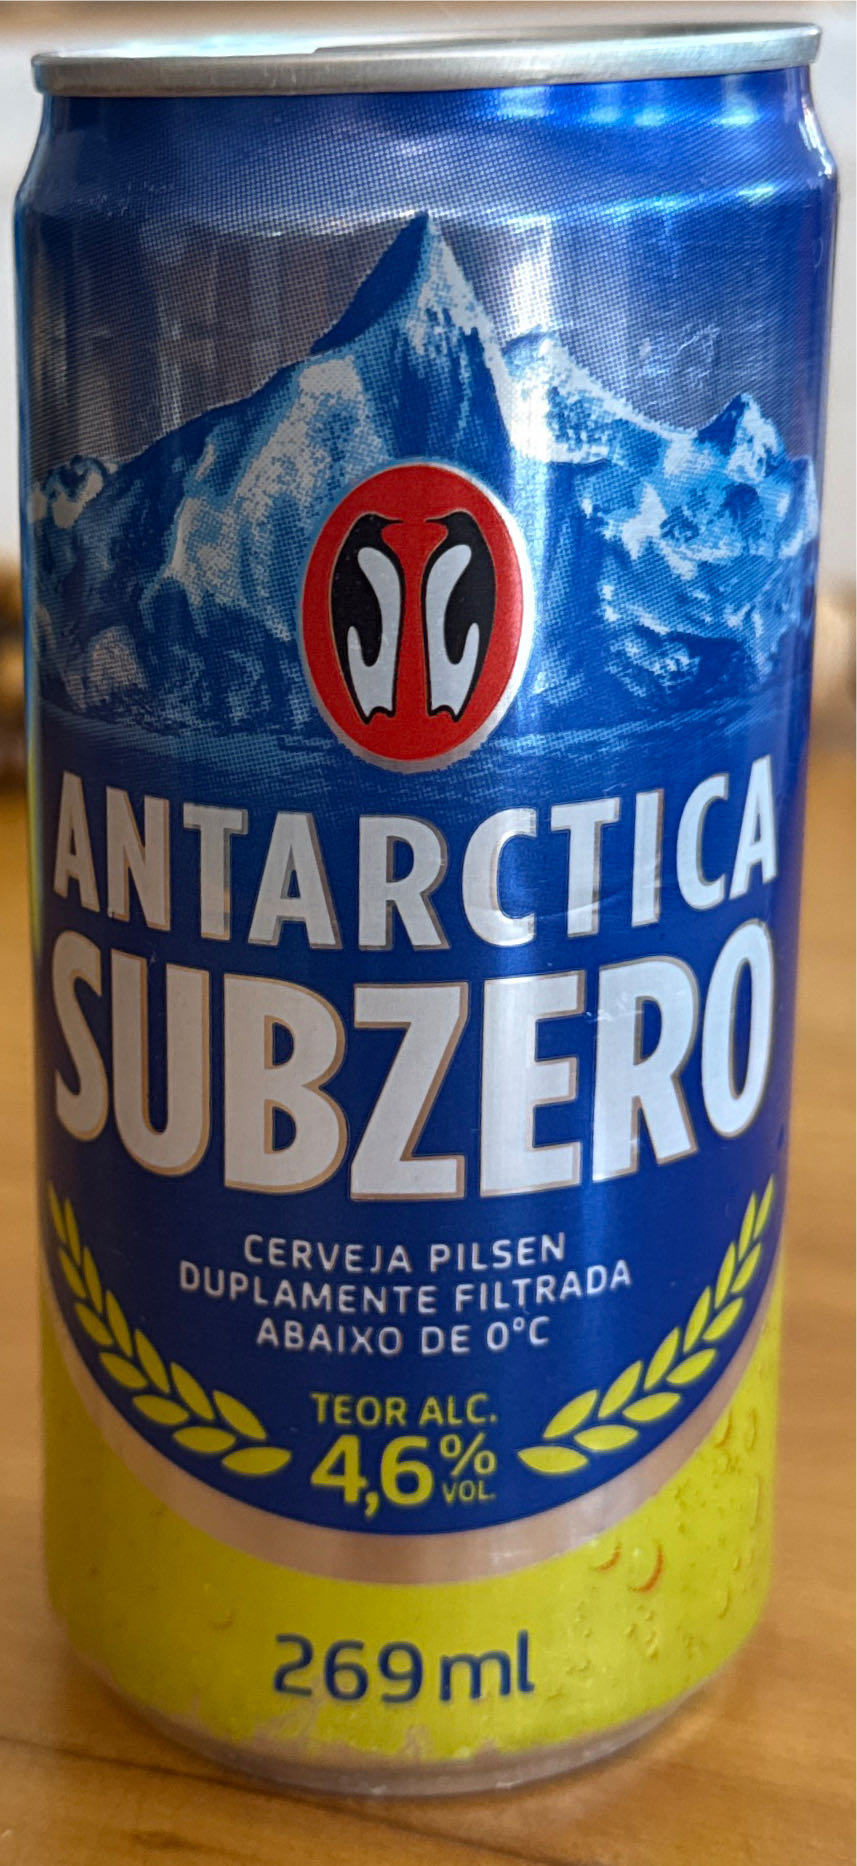 ANTARCTICA
SUBZERO
CERVEJA PILSEN
DUPLAMENTE FILTRADA
ABAIXO DE 0°C
TEOR ALC.
4,6% VOL.
269ml